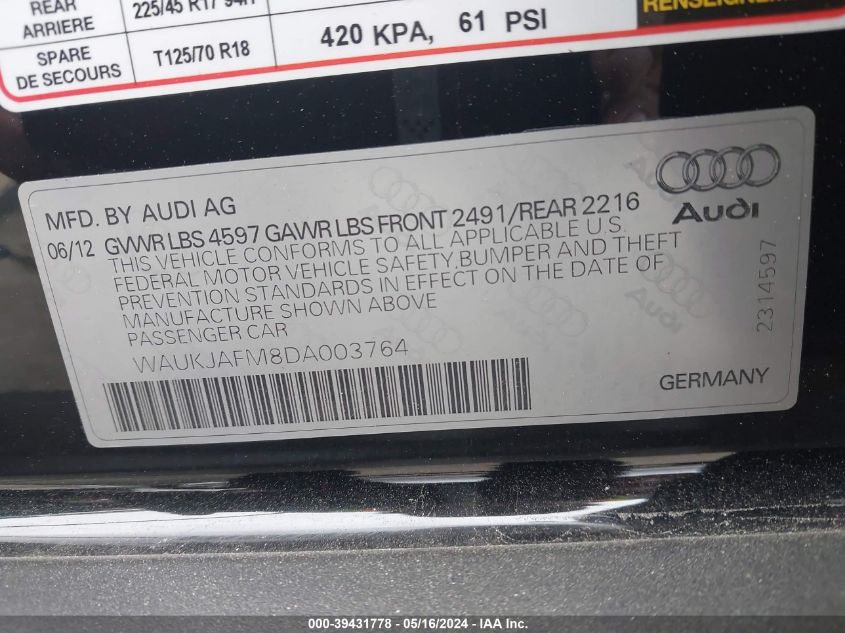 REAR 225/45 R17 94H
ARRIERE
SPARE T125/70 R18 420 KPA, 61 PSI
DE SECOURS
MFD. BY AUDI AG
06/12 GVWR LBS 4597 GAWR LBS FRONT 2491/REAR 2216
THIS VEHICLE CONFORMS TO ALL APPLICABLE U.S.
FEDERAL MOTOR VEHICLE SAFETY, BUMPER AND THEFT
PREVENTION STANDARDS IN EFFECT ON THE DATE OF
MANUFACTURE SHOWN ABOVE
PASSENGER CAR
WAUKJAFM8DA003764
Audi
2314597
GERMANY
000-39431778 - 05/16/2024 - IAA Inc.